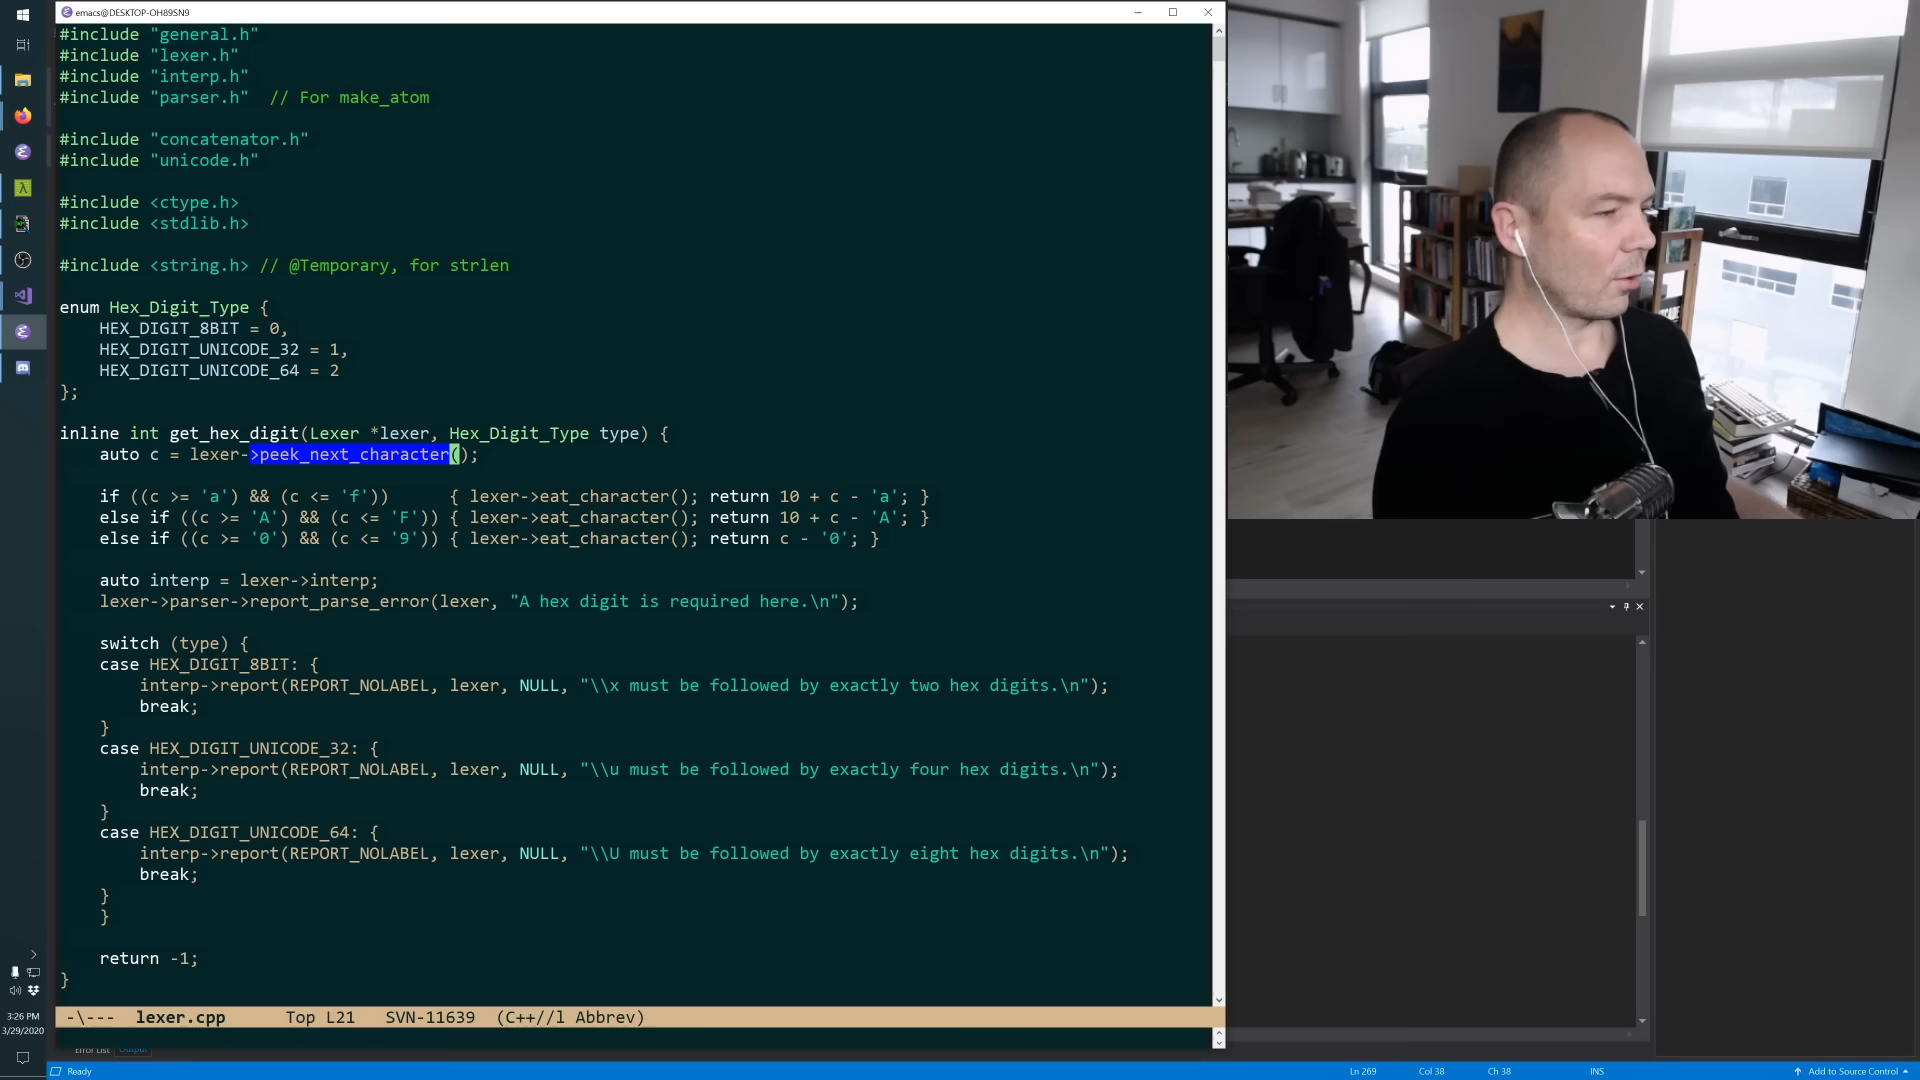 emacs@DESKTOP-OH89SN9
#include "general.h"
#include "lexer.h"
#include "interp.h"
#include "parser.h"  // For make_atom
#include "concatenator.h"
#include "unicode.h"
#include <ctype.h>
#include <stdlib.h>
#include <string.h> // @Temporary, for strlen
enum Hex_Digit_Type {
    HEX_DIGIT_8BIT = 0,
    HEX_DIGIT_UNICODE_32 = 1,
    HEX_DIGIT_UNICODE_64 = 2
};
inline int get_hex_digit(Lexer *lexer, Hex_Digit_Type type) {
    auto c = lexer->peek_next_character();
    if ((c >= 'a') && (c <= 'f'))      { lexer->eat_character(); return 10 + c - 'a'; }
    else if ((c >= 'A') && (c <= 'F')) { lexer->eat_character(); return 10 + c - 'A'; }
    else if ((c >= '0') && (c <= '9')) { lexer->eat_character(); return c - '0'; }
    auto interp = lexer->interp;
    lexer->parser->report_parse_error(lexer, "A hex digit is required here.\n");
    switch (type) {
    case HEX_DIGIT_8BIT: {
        interp->report(REPORT_NOLABEL, lexer, NULL, "\\x must be followed by exactly two hex digits.\n");
        break;
    }
    case HEX_DIGIT_UNICODE_32: {
        interp->report(REPORT_NOLABEL, lexer, NULL, "\\u must be followed by exactly four hex digits.\n");
        break;
    }
    case HEX_DIGIT_UNICODE_64: {
        interp->report(REPORT_NOLABEL, lexer, NULL, "\\U must be followed by exactly eight hex digits.\n");
        break;
    }
    }
    return -1;
}
-\---  lexer.cpp      Top L21   SVN-11639  (C++//l Abbrev)
3:26 PM
3/29/2020
Error List Output
Ready
Ln 269 Col 38 Ch 38 INS Add to Source Control